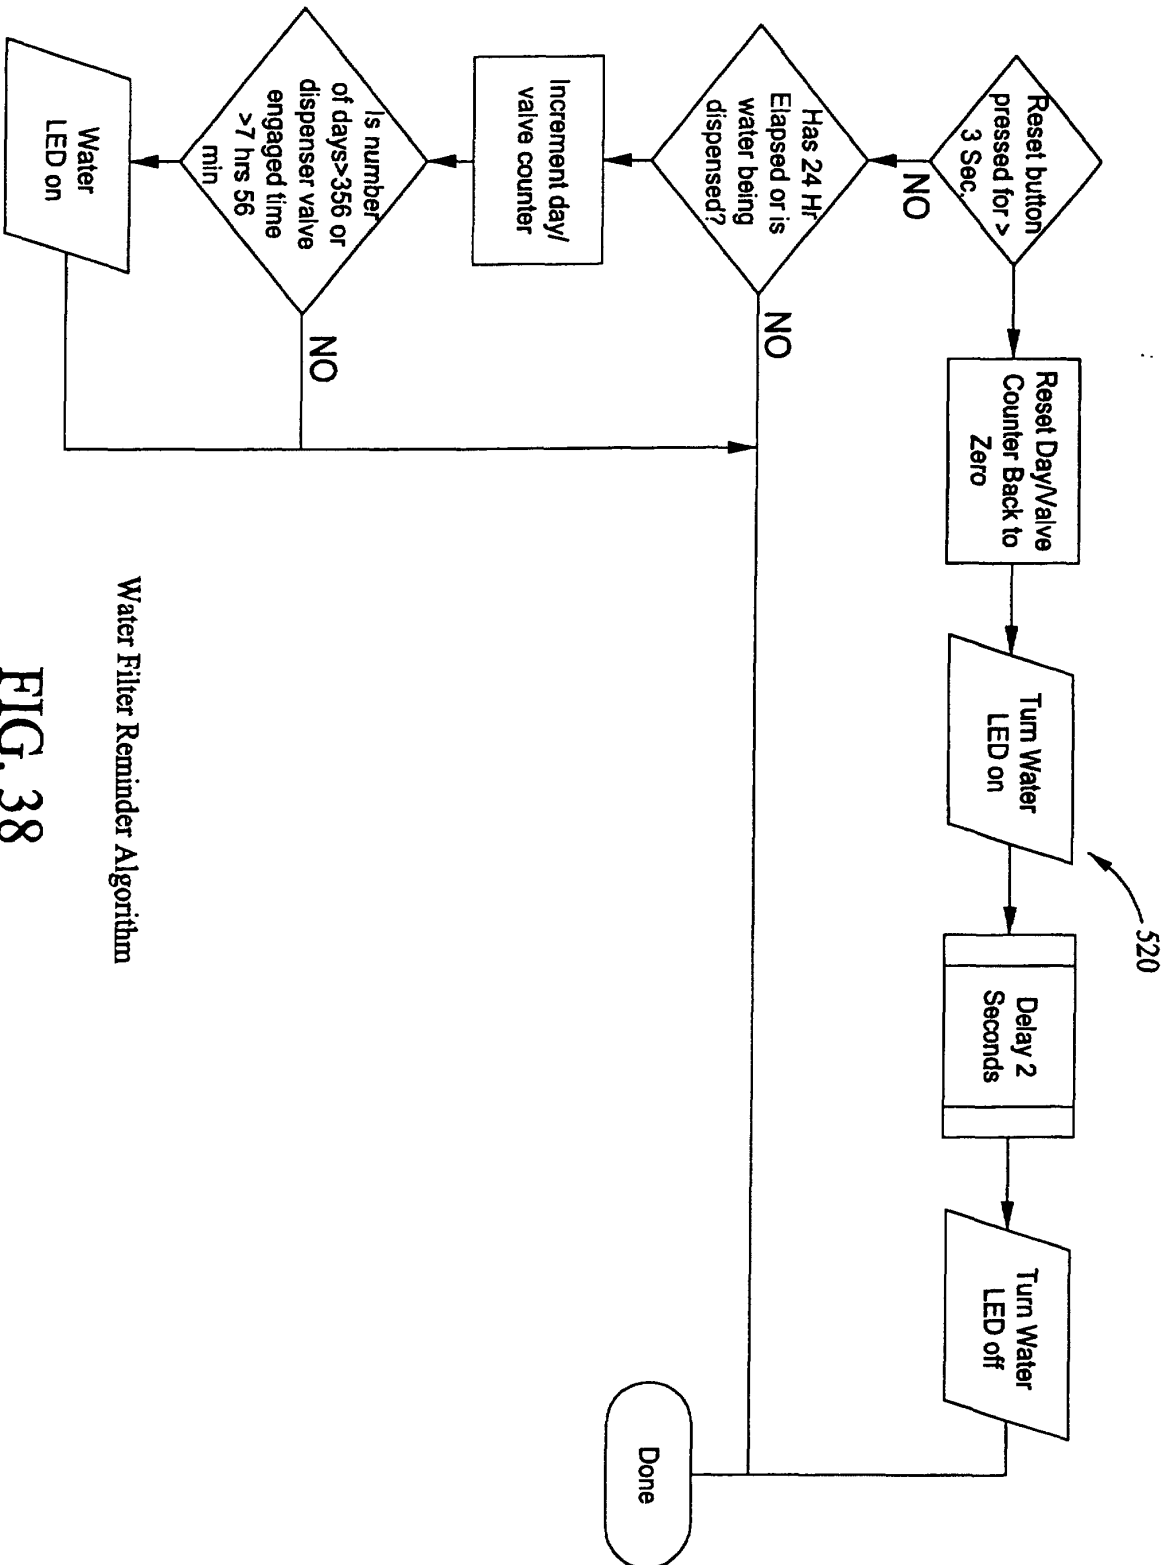 520
Reset button
pressed for >
3 Sec.
NO
Reset Day/Valve
Counter Back to
Zero
Turn Water
LED on
Delay 2
Seconds
Turn Water
LED off
Has 24 Hr
Elapsed or is
water being
dispensed?
NO
Increment day/
valve counter
Is number
of days>356 or
dispenser valve
engaged time
>7 hrs 56
min
NO
Water
LED on
Done
Water Filter Reminder Algorithm
FIG. 38